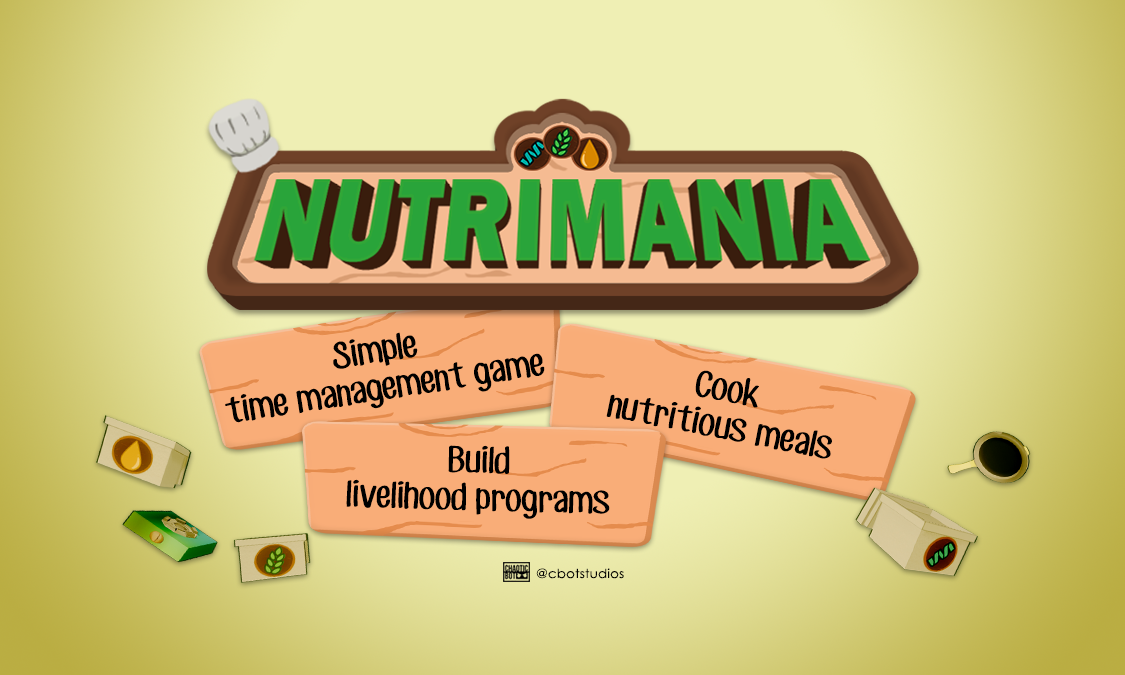 NUTRIMANIA
Simple
time management game
Cook
nutritious meals
Build
livelihood programs
CHAOTIC
BOT
@cbotstudios